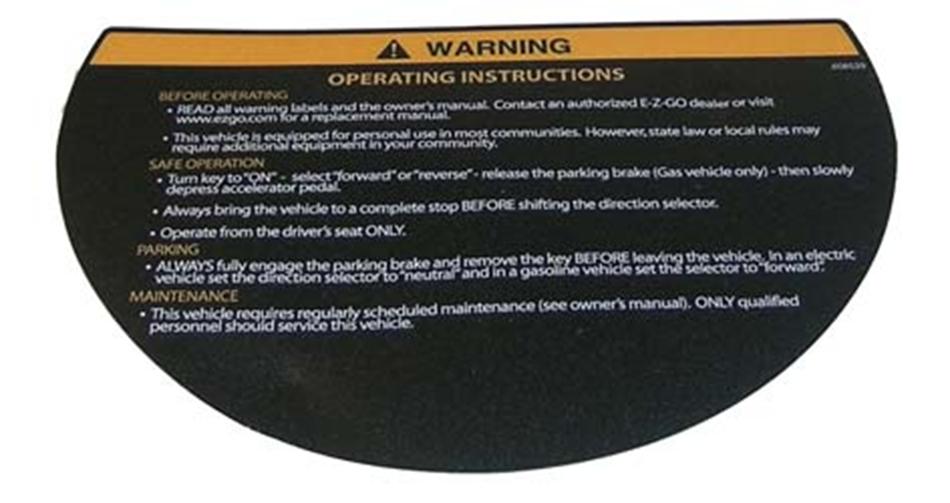 WARNING
OPERATING INSTRUCTIONS
BEFORE OPERATING
• READ all warning labels and the owner's manual. Contact an authorized E-Z-GO dealer or visit
www.ezgo.com for a replacement manual.
• This vehicle is equipped for personal use in most communities. However, state law or local rules may
require additional equipment in your community.
SAFE OPERATION
• Turn key to "ON" - select "forward" or "reverse" - release the parking brake (Gas vehicle only) - then slowly
depress accelerator pedal.
• Always bring the vehicle to a complete stop BEFORE shifting the direction selector.
• Operate from the driver's seat ONLY.
PARKING
• ALWAYS fully engage the parking brake and remove the key BEFORE leaving the vehicle. In an electric
vehicle set the direction selector to "neutral" and in a gasoline vehicle set the selector to "forward".
MAINTENANCE
• This vehicle requires regularly scheduled maintenance (see owner's manual). ONLY qualified
personnel should service this vehicle.